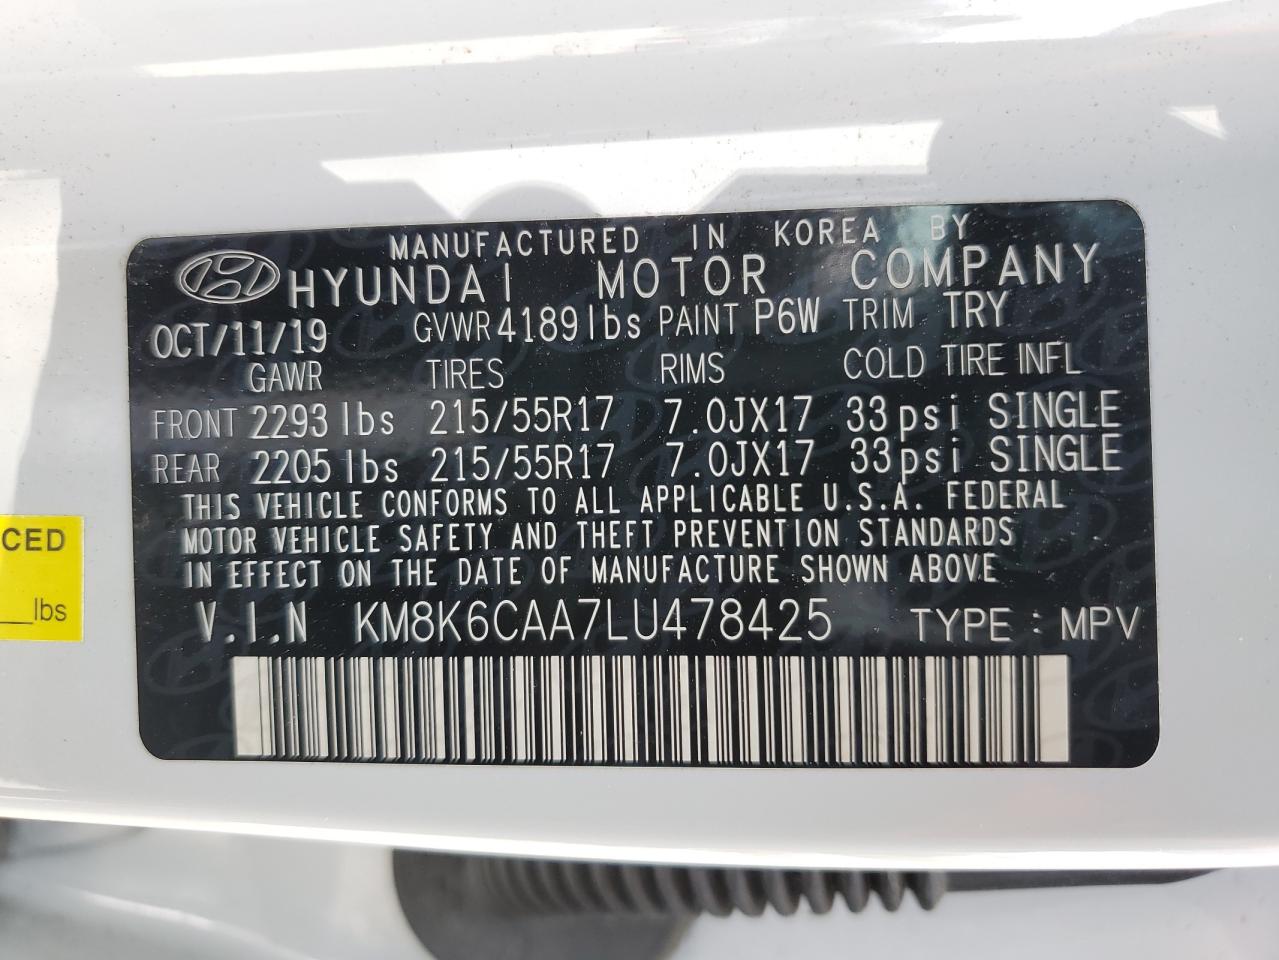 MANUFACTURED IN KOREA BY
HYUNDAI MOTOR COMPANY
OCT/11/19 GVWR 4189lbs PAINT P6W TRIM TRY
GAWR TIRES RIMS COLD TIRE INFL
FRONT 2293 lbs 215/55R17 7.0JX17 33psi SINGLE
REAR 2205 lbs 215/55R17 7.0JX17 33psi SINGLE
THIS VEHICLE CONFORMS TO ALL APPLICABLE U.S.A. FEDERAL
MOTOR VEHICLE SAFETY AND THEFT PREVENTION STANDARDS
IN EFFECT ON THE DATE OF MANUFACTURE SHOWN ABOVE
V.I.N KM8K6CAA7LU478425 TYPE : MPV
CED
___lbs